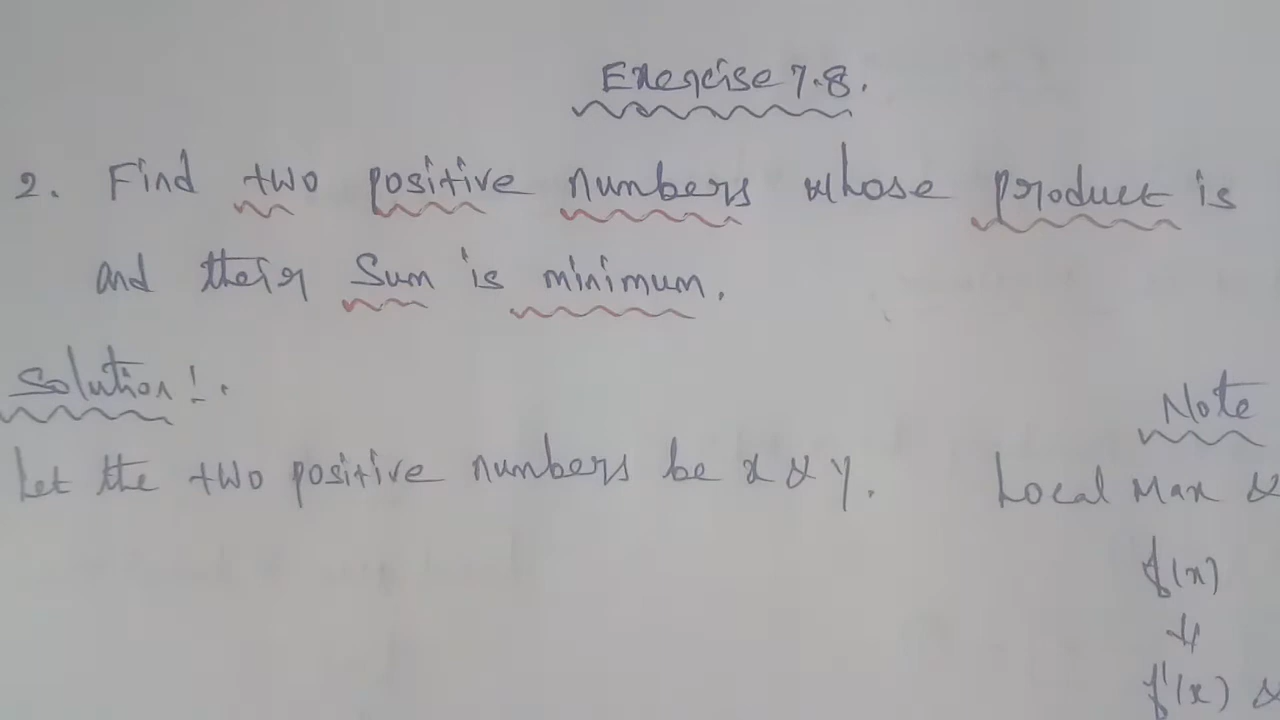 Exercise 7.8.
2. Find two positive numbers whose product is
and their Sum is minimum.
Solution:.
Let the two positive numbers be x & y.
Note
Local Max &
f(x)
⇓
f'(x) &